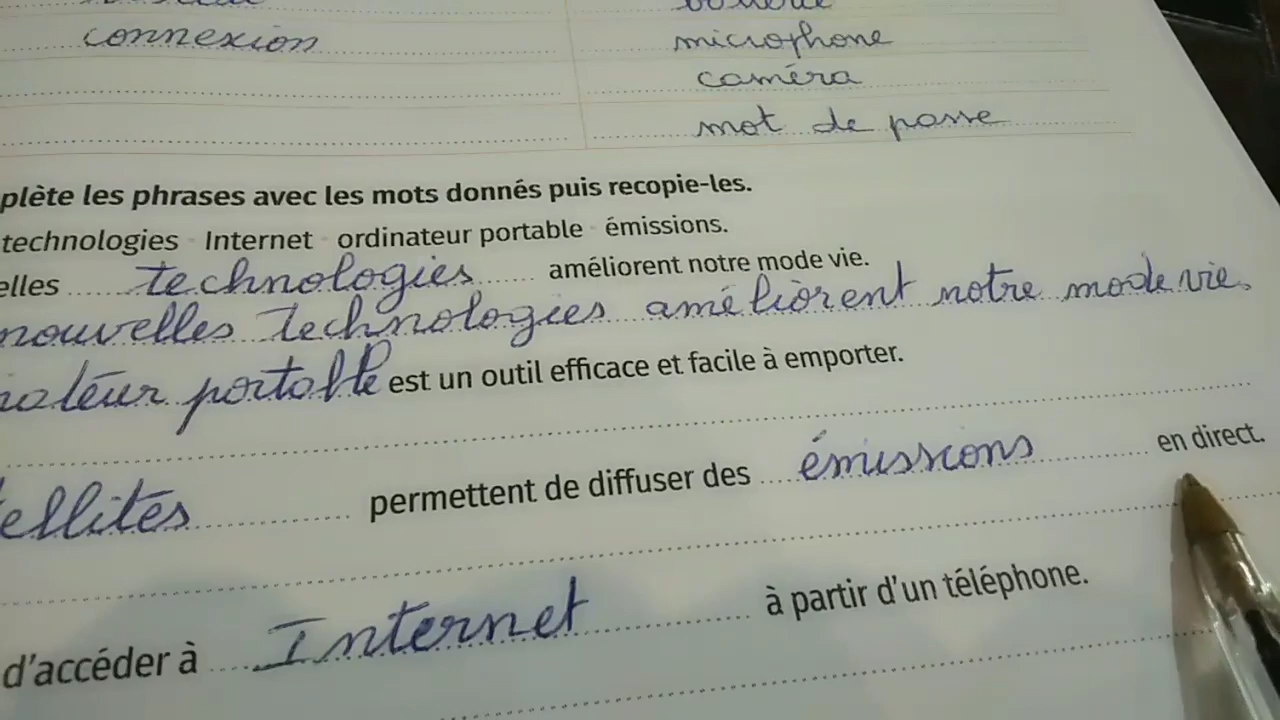 connexion microphone
caméra
mot de passe
plète les phrases avec les mots donnés puis recopie-les.
technologies - Internet - ordinateur portable - émissions.
elles technologies améliorent notre mode vie.
nouvelles technologies améliorent notre mode vie.
nateur portable est un outil efficace et facile à emporter.
ellites permettent de diffuser des émissions en direct.
d'accéder à Internet à partir d'un téléphone.